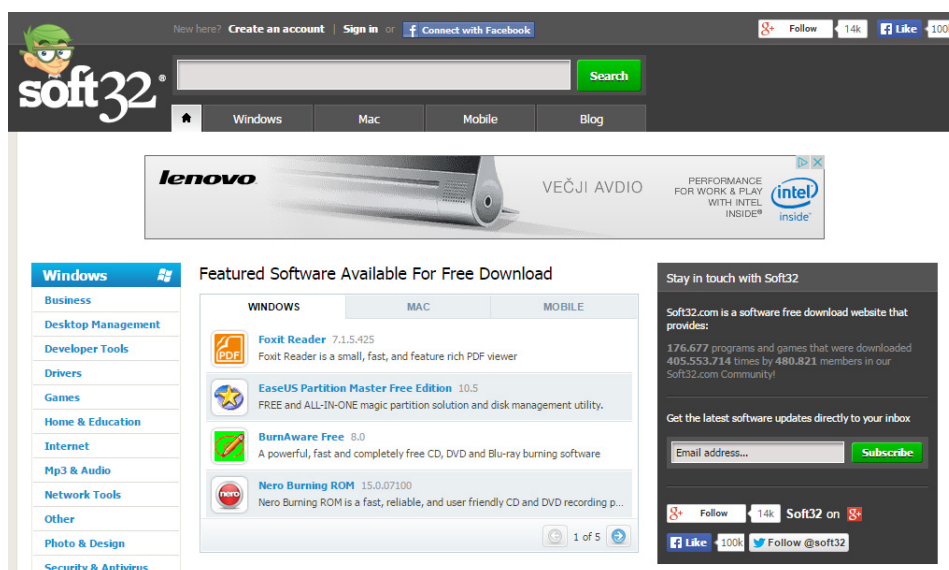 New here? Create an account | Sign in or Connect with Facebook
Follow 14k Like
soft32®
Search
Windows Mac Mobile Blog
lenovo
VEČJI AVDIO
PERFORMANCE
FOR WORK & PLAY
WITH INTEL
INSIDE®
intel
inside
Windows
Business
Desktop Management
Developer Tools
Drivers
Games
Home & Education
Internet
Mp3 & Audio
Network Tools
Other
Photo & Design
Security & Antivirus
Featured Software Available For Free Download
WINDOWS MAC MOBILE
PDF
Foxit Reader 7.1.5.425
Foxit Reader is a small, fast, and feature rich PDF viewer
EaseUS Partition Master Free Edition 10.5
FREE and ALL-IN-ONE magic partition solution and disk management utility.
BurnAware Free 8.0
A powerful, fast and completely free CD, DVD and Blu-ray burning software
nero
Nero Burning ROM 15.0.07100
Nero Burning ROM is a fast, reliable, and user friendly CD and DVD recording p...
1 of 5
Stay in touch with Soft32
Soft32.com is a software free download website that
provides:
176.677 programs and games that were downloaded
405.553.714 times by 480.821 members in our
Soft32.com Community!
Get the latest software updates directly to your inbox
Email address... Subscribe
Follow 14k Soft32 on
Like 100k Follow @soft32